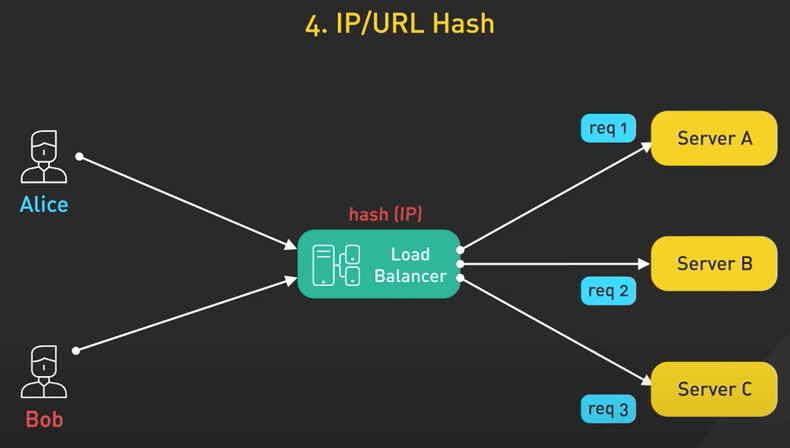 4. IP/URL Hash
req 1
Server A
Alice
hash (IP)
Load
Balancer
Server B
req 2
Server C
req 3
Bob